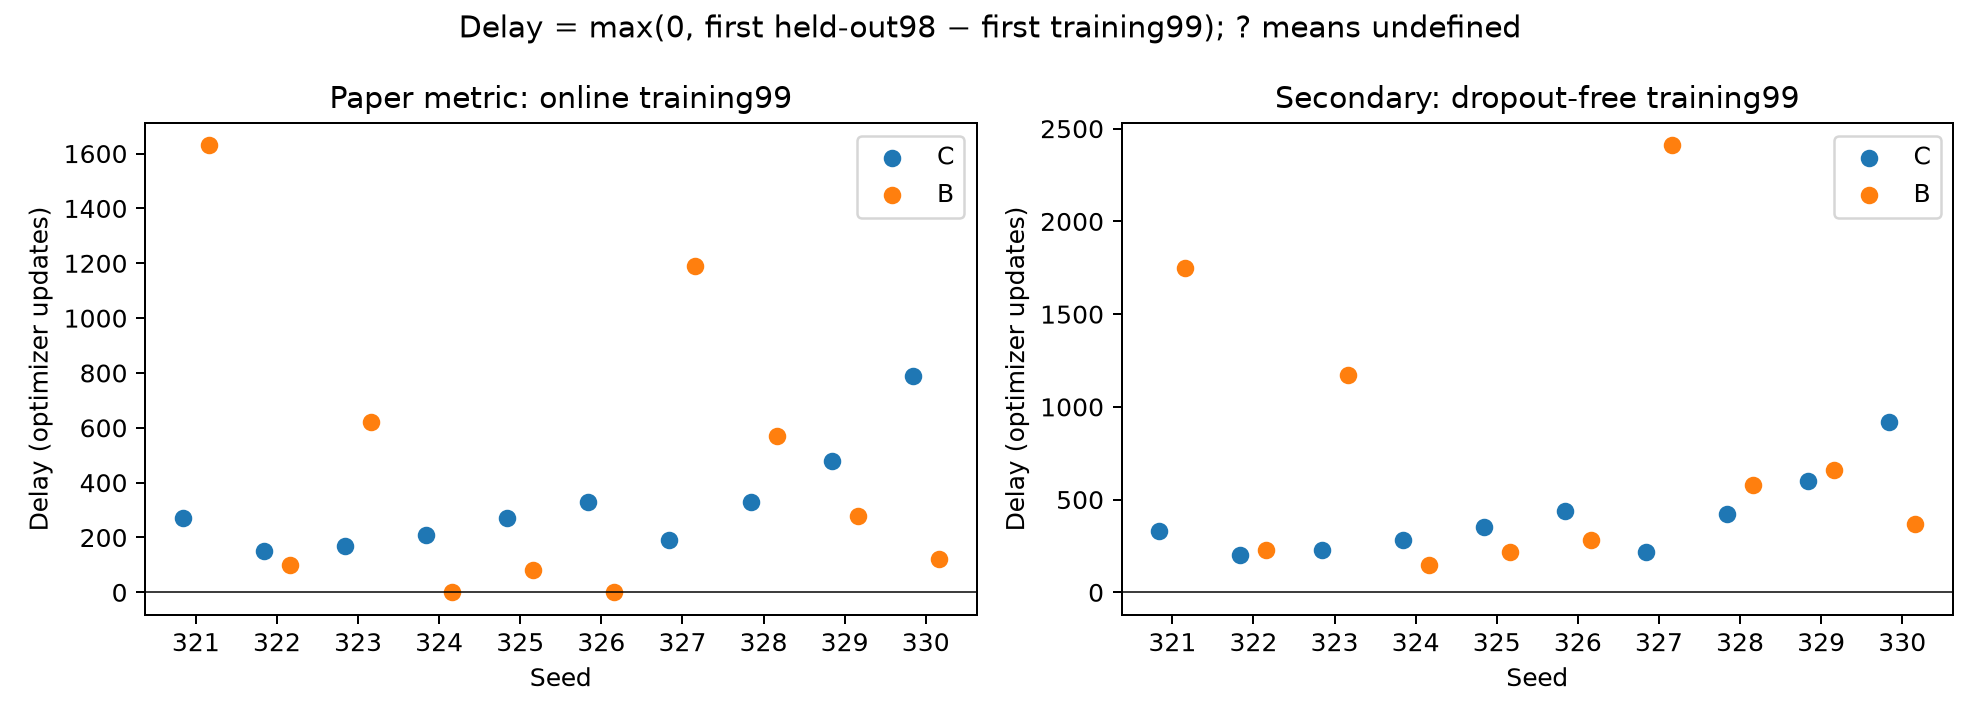 Delay = max(0, first held-out98 − first training99); ? means undefined
Paper metric: online training99
Delay (optimizer updates)
1600
1400
1200
1000
800
600
400
200
0
C
B
321 322 323 324 325 326 327 328 329 330
Seed
Secondary: dropout-free training99
Delay (optimizer updates)
2500
2000
1500
1000
500
0
C
B
321 322 323 324 325 326 327 328 329 330
Seed